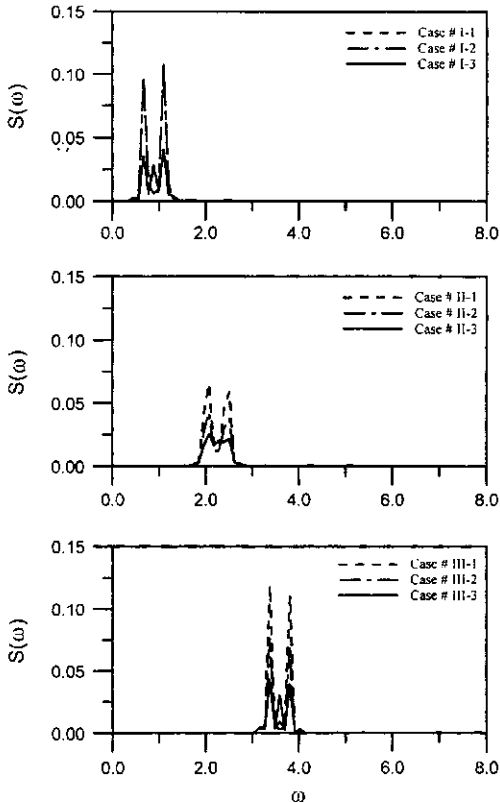 0.15
0.10
0.05
0.00
S(ω)
Case # I-1
Case # I-2
Case # I-3
0.0 2.0 4.0 6.0 8.0
0.15
0.10
0.05
0.00
S(ω)
Case # II-1
Case # II-2
Case # II-3
0.0 2.0 4.0 6.0 8.0
0.15
0.10
0.05
0.00
S(ω)
Case # III-1
Case # III-2
Case # III-3
0.0 2.0 4.0 6.0 8.0
ω